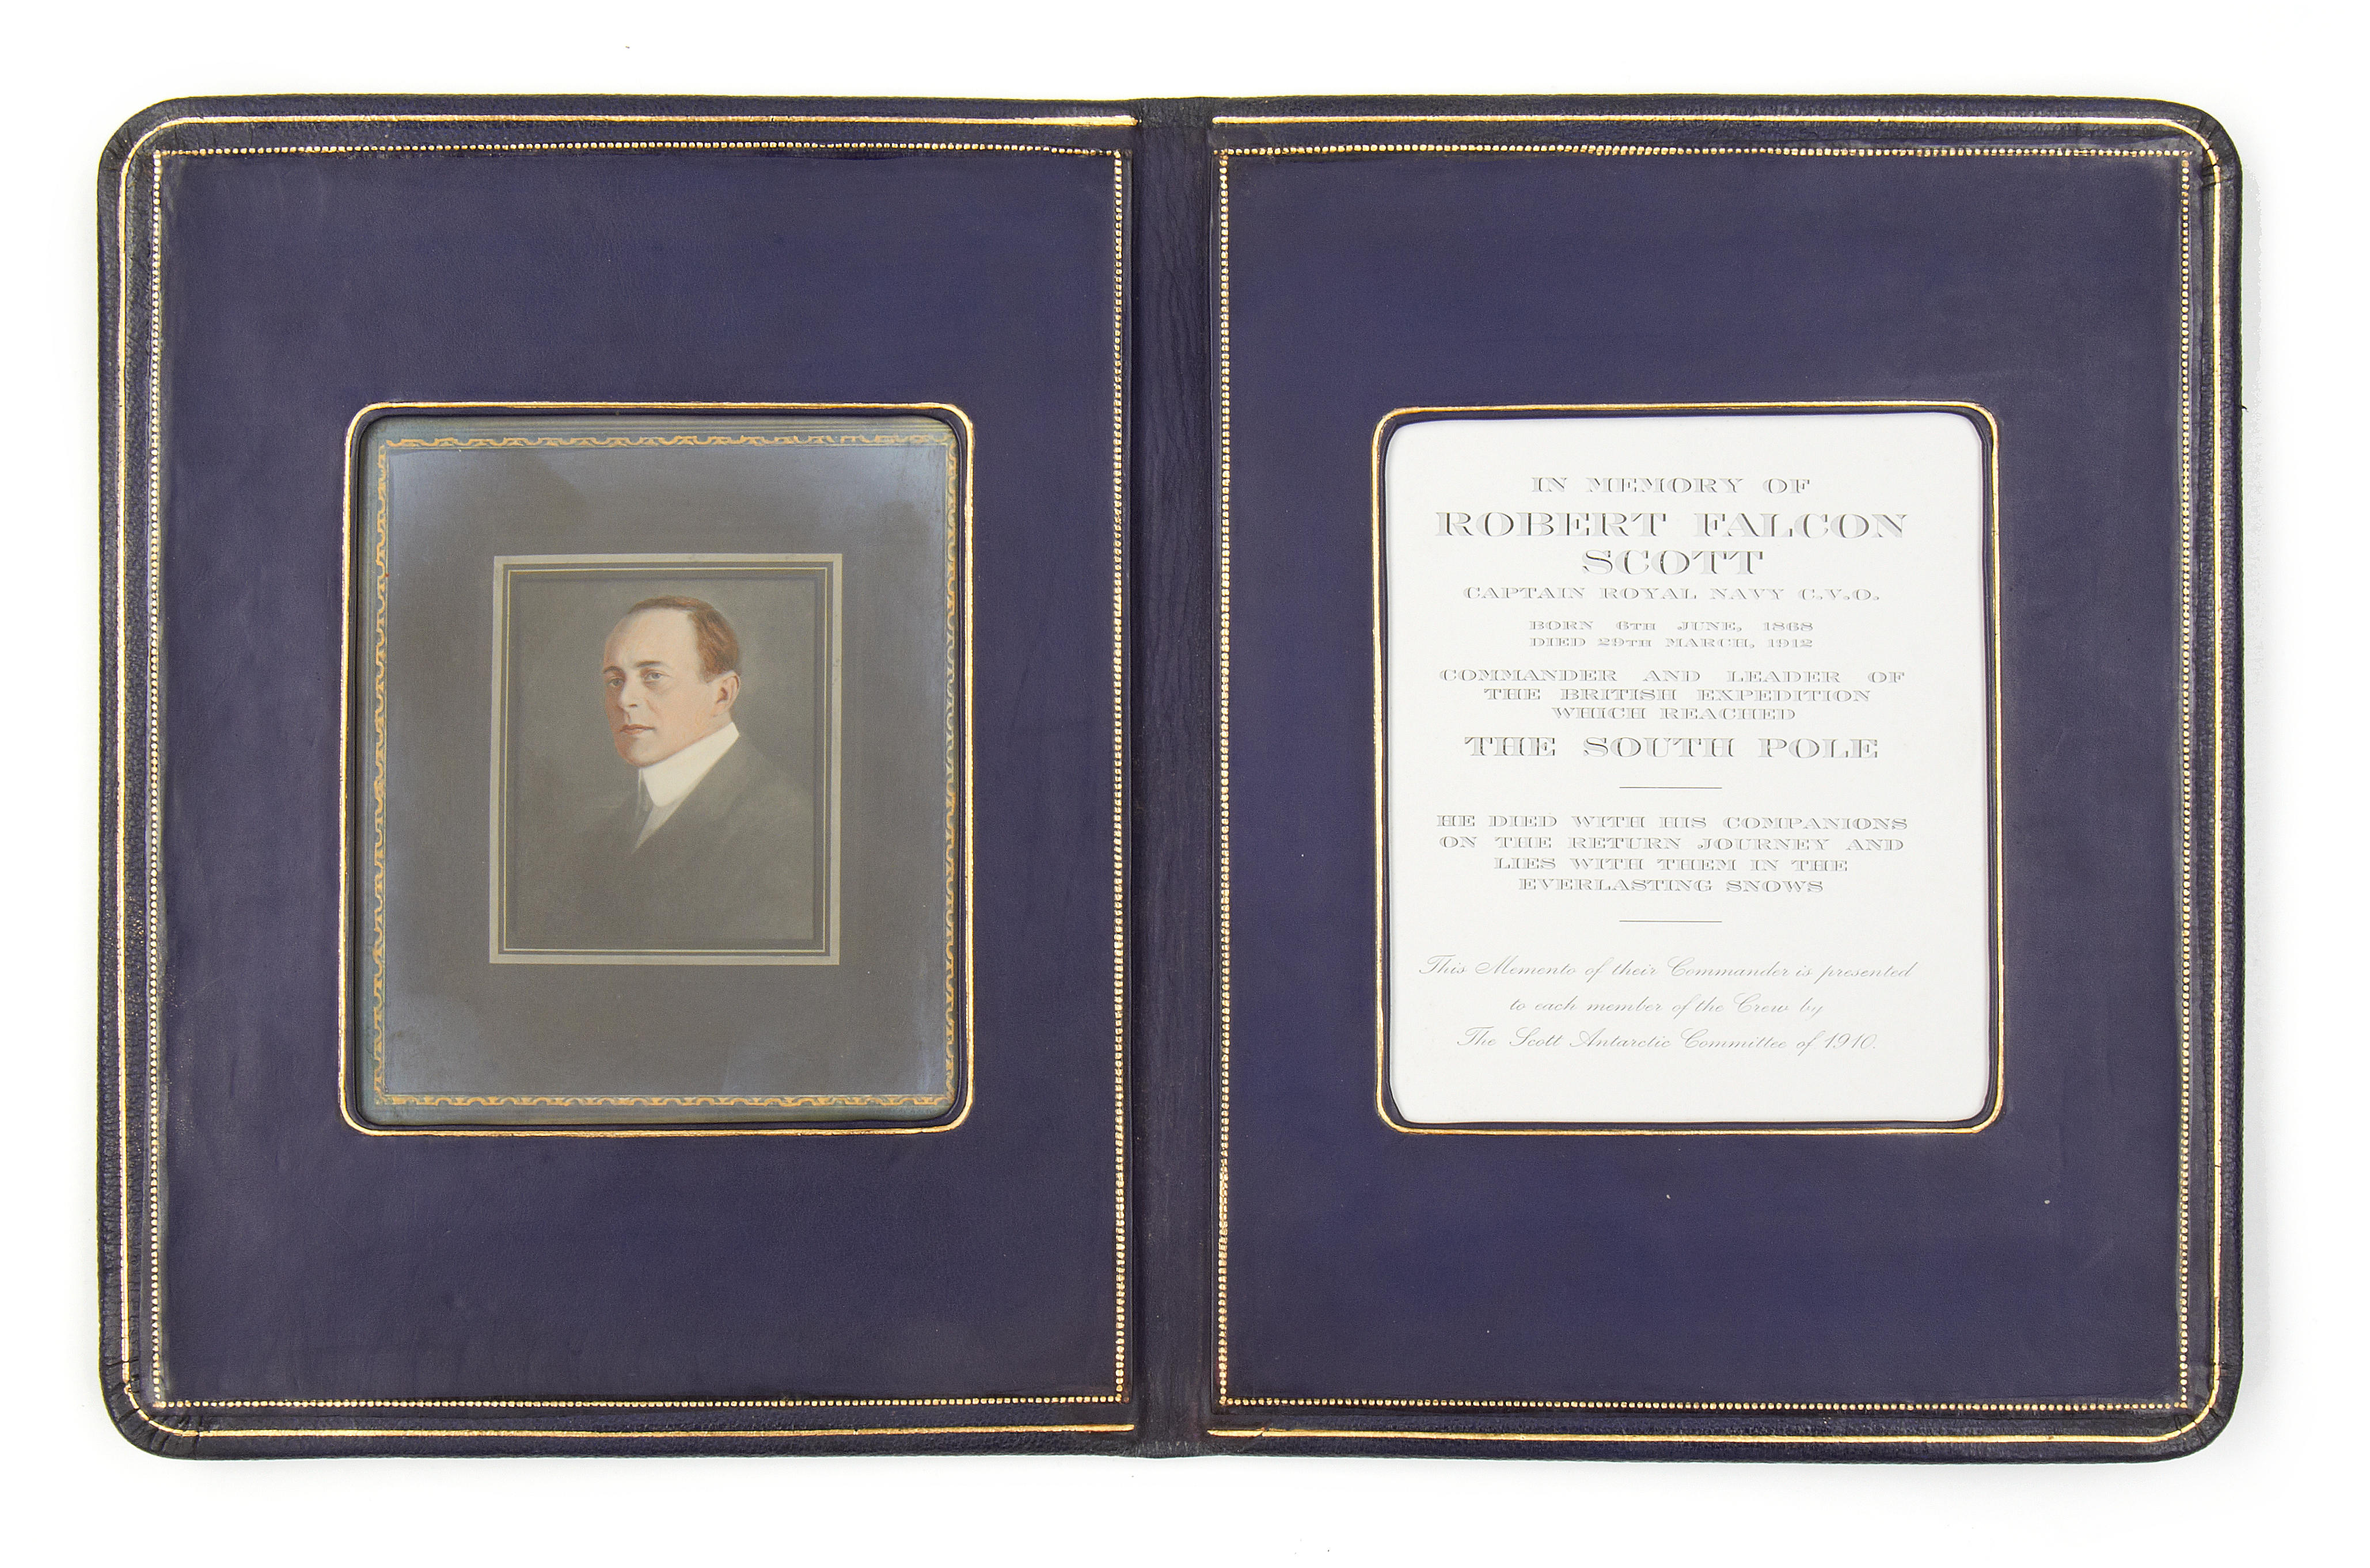 IN MEMORY OF
ROBERT FALCON
SCOTT
CAPTAIN ROYAL NAVY C.V.O.
BORN 6TH JUNE, 1868
DIED 29TH MARCH, 1912
COMMANDER AND LEADER OF
THE BRITISH EXPEDITION
WHICH REACHED
THE SOUTH POLE
HE DIED WITH HIS COMPANIONS
ON THE RETURN JOURNEY AND
LIES WITH THEM IN THE
EVERLASTING SNOWS
This Memento of their Commander is presented
to each member of the Crew by
The Scott Antarctic Committee of 1910.